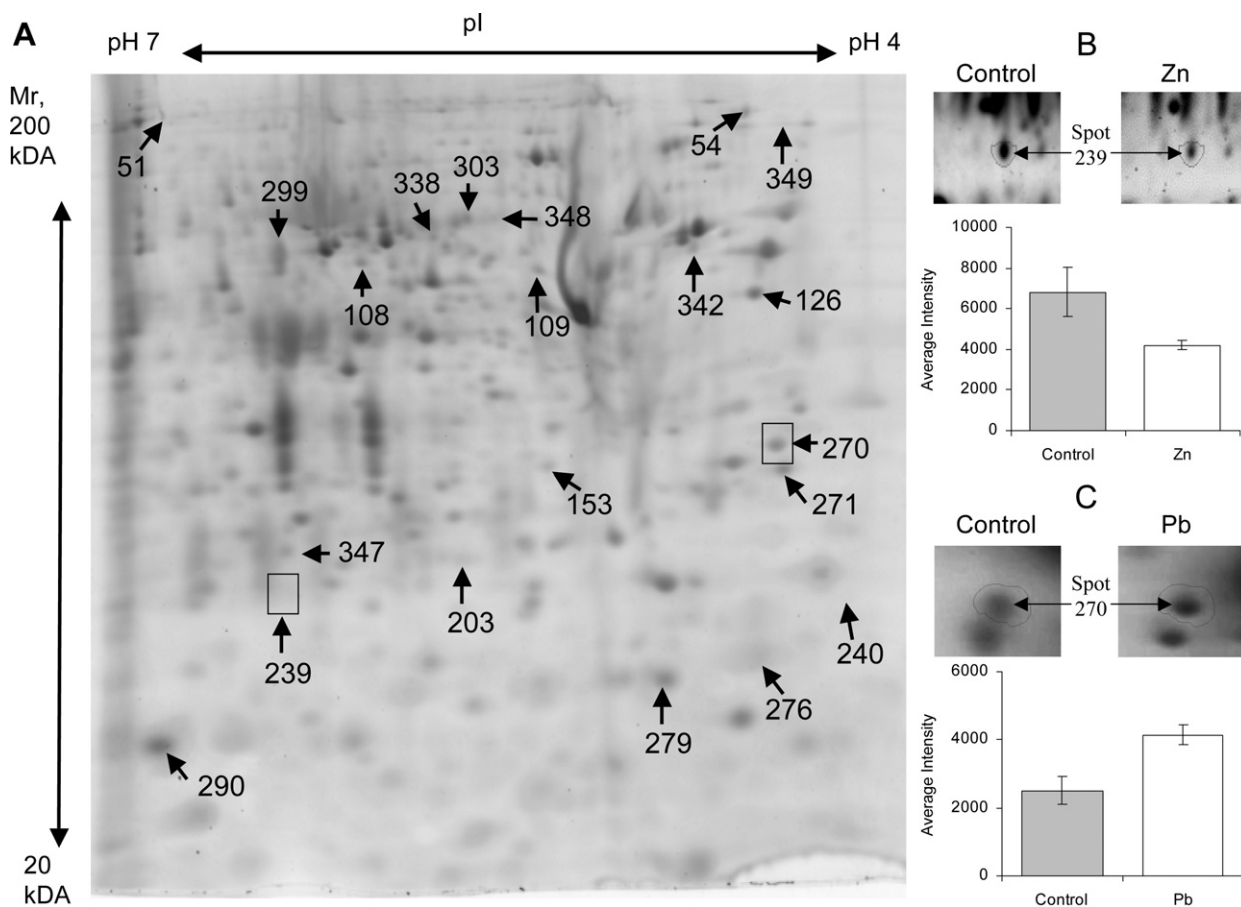 A
pH 7
pI
pH 4
Mr,
200
kDA
51
54
349
299
338
303
348
108
109
342
126
270
271
153
347
239
203
240
276
279
290
20
kDA
B
Control
Zn
Spot
239
Average Intensity
10000
8000
6000
4000
2000
0
Control
Zn
C
Control
Pb
Spot
270
Average Intensity
6000
4000
2000
0
Control
Pb